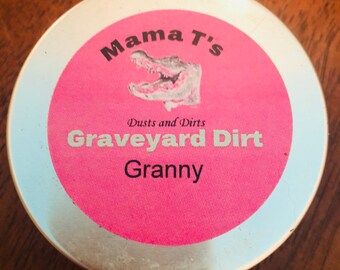 Mama T's
Dusts and Dirts
Graveyard Dirt
Granny